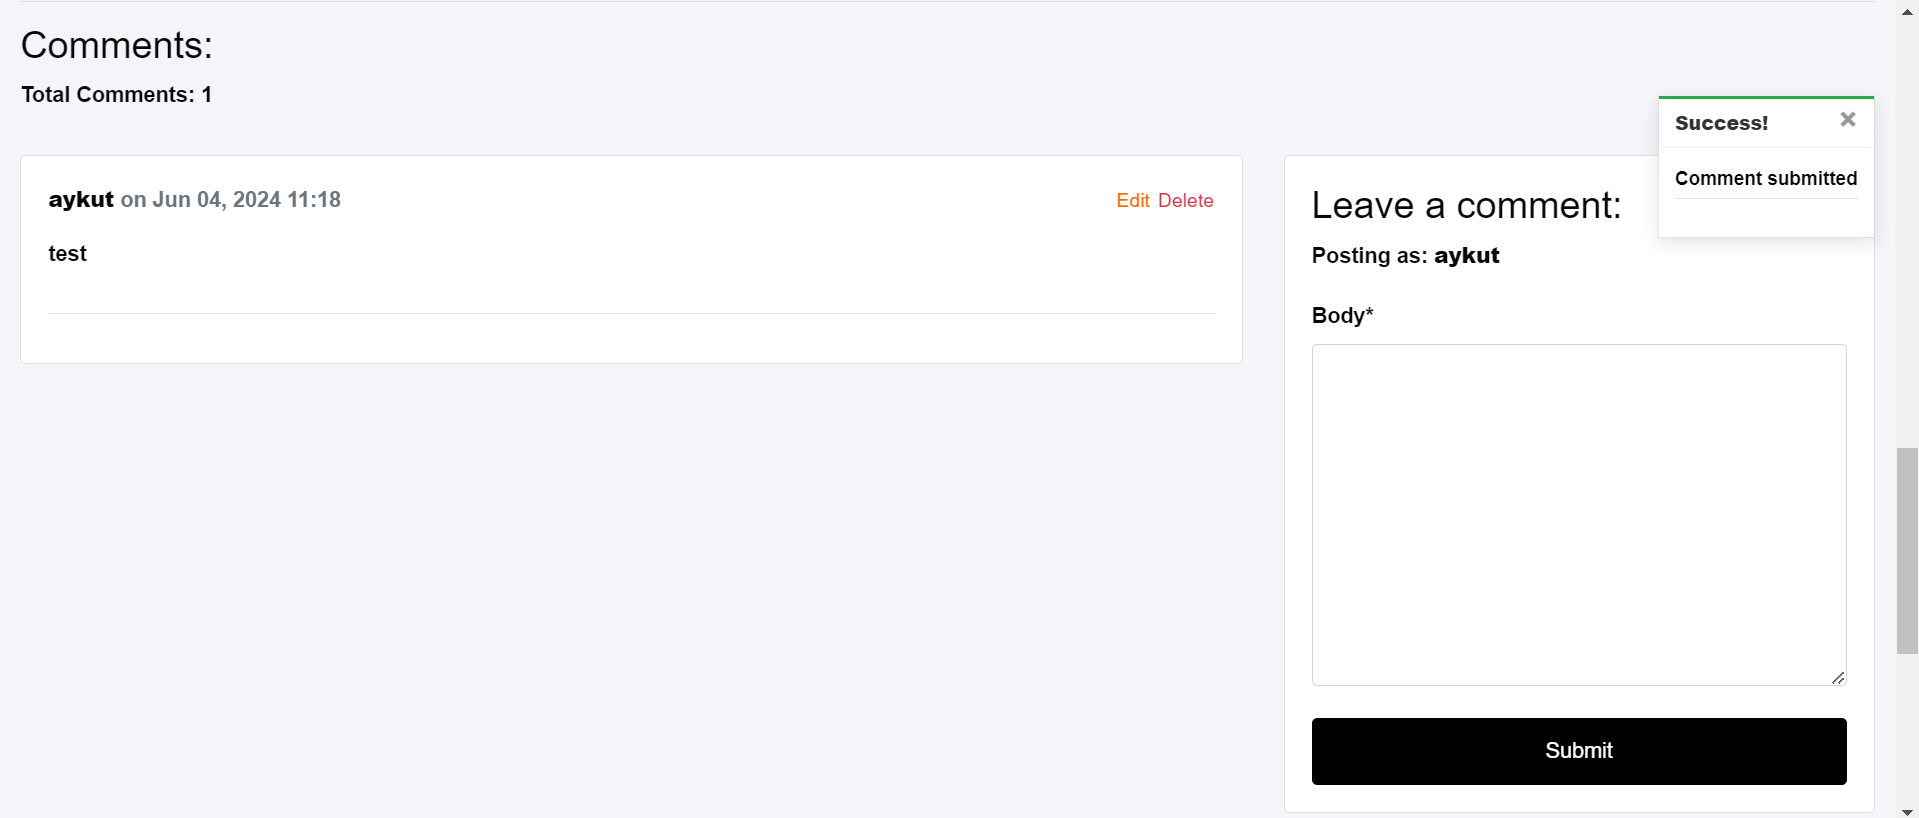 Comments:
Total Comments: 1
aykut on Jun 04, 2024 11:18
Edit Delete
test
Success!
×
Comment submitted
Leave a comment:
Posting as: aykut
Body*
Submit